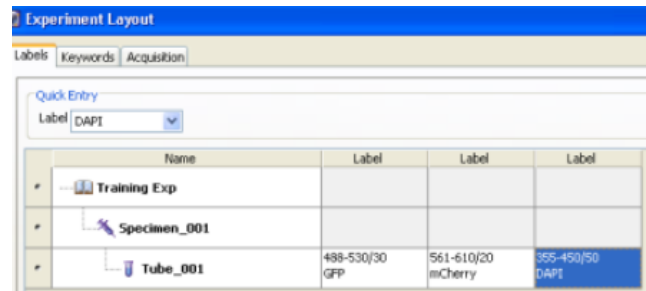 Experiment Layout
Labels Keywords Acquisition
Quick Entry
Label DAPI
Name Label Label Label
Training Exp
Specimen_001
Tube_001 488-530/30 561-610/20 355-450/50
GFP mCherry DAPI